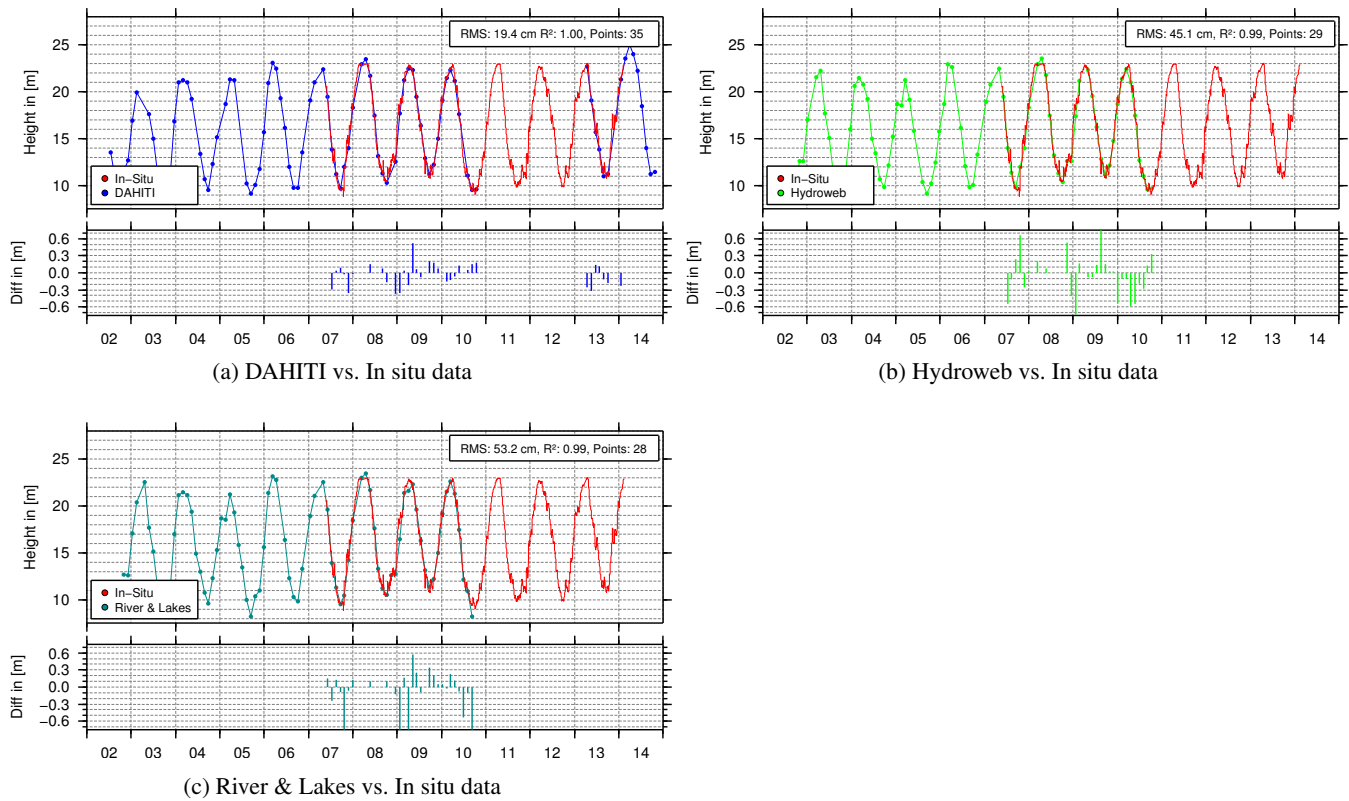 RMS: 19.4 cm R²: 1.00, Points: 35
25
20
15
10
Height in [m]
In−Situ
DAHITI
0.6
0.3
0.0
−0.3
−0.6
Diff in [m]
02 03 04 05 06 07 08 09 10 11 12 13 14
(a) DAHITI vs. In situ data
RMS: 45.1 cm, R²: 0.99, Points: 29
25
20
15
10
Height in [m]
In−Situ
Hydroweb
0.6
0.3
0.0
−0.3
−0.6
Diff in [m]
02 03 04 05 06 07 08 09 10 11 12 13 14
(b) Hydroweb vs. In situ data
RMS: 53.2 cm, R²: 0.99, Points: 28
25
20
15
10
Height in [m]
In−Situ
River & Lakes
0.6
0.3
0.0
−0.3
−0.6
Diff in [m]
02 03 04 05 06 07 08 09 10 11 12 13 14
(c) River & Lakes vs. In situ data